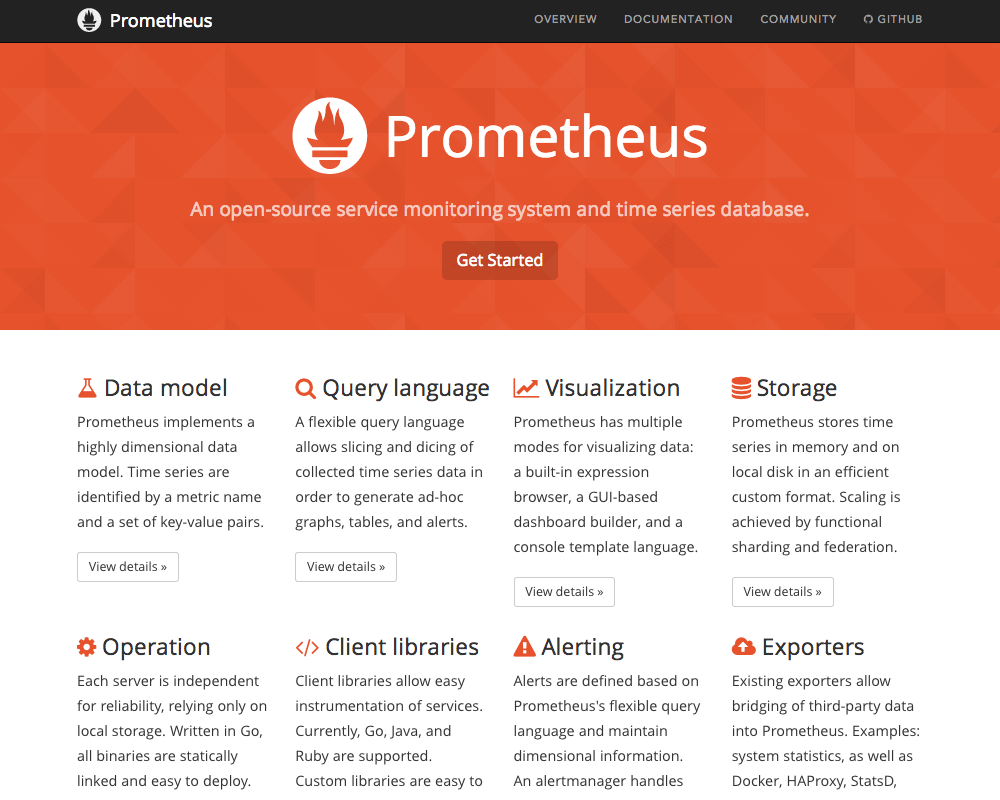 Prometheus
OVERVIEW
DOCUMENTATION
COMMUNITY
GITHUB
Prometheus
An open-source service monitoring system and time series database.
Get Started
Data model
Prometheus implements a
highly dimensional data
model. Time series are
identified by a metric name
and a set of key-value pairs.
View details »
Query language
A flexible query language
allows slicing and dicing of
collected time series data in
order to generate ad-hoc
graphs, tables, and alerts.
View details »
Visualization
Prometheus has multiple
modes for visualizing data:
a built-in expression
browser, a GUI-based
dashboard builder, and a
console template language.
View details »
Storage
Prometheus stores time
series in memory and on
local disk in an efficient
custom format. Scaling is
achieved by functional
sharding and federation.
View details »
Operation
Each server is independent
for reliability, relying only on
local storage. Written in Go,
all binaries are statically
linked and easy to deploy.
Client libraries
Client libraries allow easy
instrumentation of services.
Currently, Go, Java, and
Ruby are supported.
Custom libraries are easy to
Alerting
Alerts are defined based on
Prometheus's flexible query
language and maintain
dimensional information.
An alertmanager handles
Exporters
Existing exporters allow
bridging of third-party data
into Prometheus. Examples:
system statistics, as well as
Docker, HAProxy, StatsD,